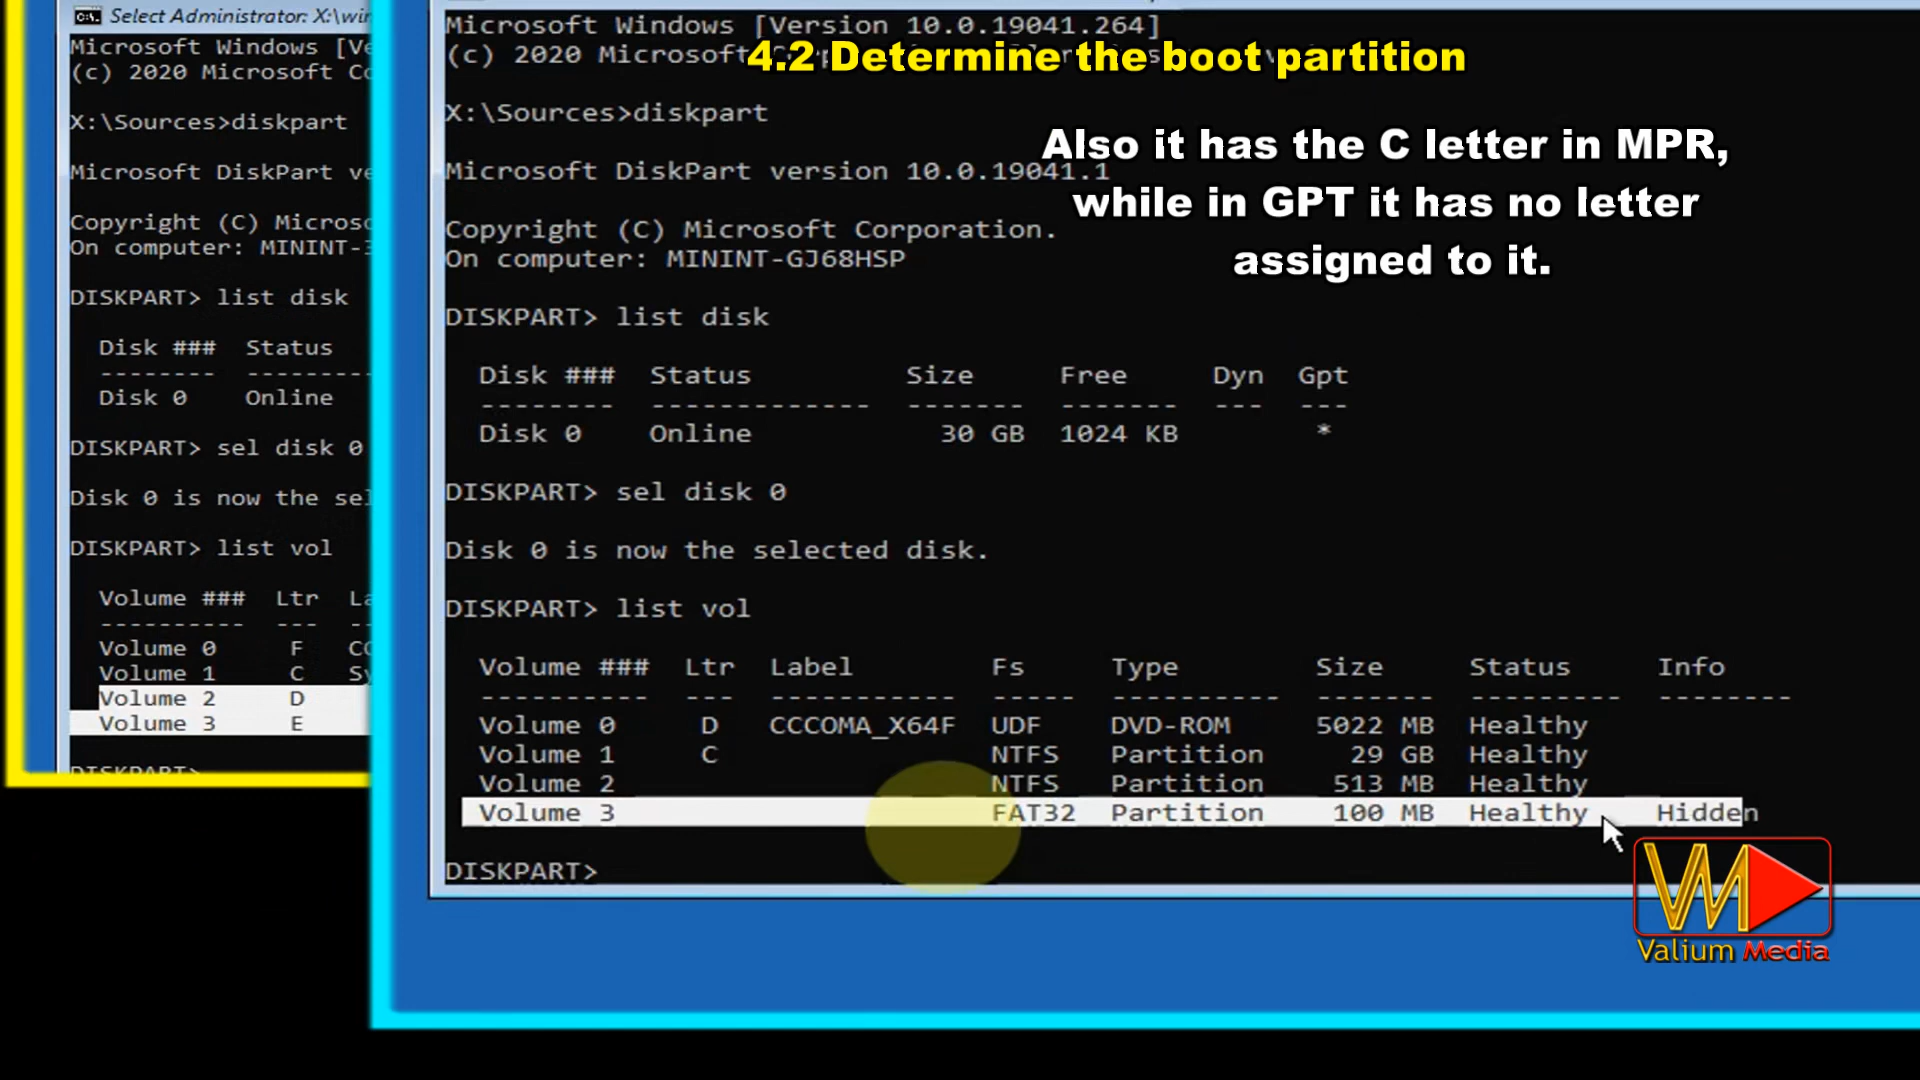 Select Administrator: X:\wi
Microsoft Windows [Ve
(c) 2020 Microsoft Co
X:\Sources>diskpart
Microsoft DiskPart ve
Copyright (C) Micros
On computer: MININT-
DISKPART> list disk
Disk ### Status
-------- ---------
Disk 0 Online
DISKPART> sel disk 0
Disk 0 is now the sel
DISKPART> list vol
Volume ### Ltr La
---------- --- --
Volume 0 F CC
Volume 1 C Sy
Volume 2 D
Volume 3 E
DISKPART>
Microsoft Windows [Version 10.0.19041.264]
(c) 2020 Microsoft
4.2 Determine the boot partition
X:\Sources>diskpart
Also it has the C letter in MPR,
while in GPT it has no letter
assigned to it.
Microsoft DiskPart version 10.0.19041.1
Copyright (C) Microsoft Corporation.
On computer: MININT-GJ68HSP
DISKPART> list disk
Disk ### Status Size Free Dyn Gpt
-------- ------------- ------- ------- --- ---
Disk 0 Online 30 GB 1024 KB *
DISKPART> sel disk 0
Disk 0 is now the selected disk.
DISKPART> list vol
Volume ### Ltr Label Fs Type Size Status Info
---------- --- ----------- ----- ---------- ------- --------- --------
Volume 0 D CCCOMA_X64F UDF DVD-ROM 5022 MB Healthy
Volume 1 C NTFS Partition 29 GB Healthy
Volume 2 NTFS Partition 513 MB Healthy
Volume 3 FAT32 Partition 100 MB Healthy Hidden
DISKPART>
VM
Valium Media